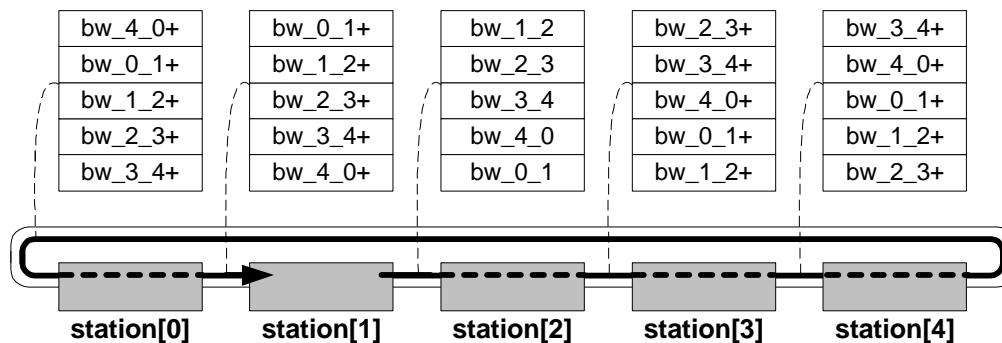 bw_4_0+ bw_0_1+ bw_1_2 bw_2_3+ bw_3_4+
bw_0_1+ bw_1_2+ bw_2_3 bw_3_4+ bw_4_0+
bw_1_2+ bw_2_3+ bw_3_4 bw_4_0+ bw_0_1+
bw_2_3+ bw_3_4+ bw_4_0 bw_0_1+ bw_1_2+
bw_3_4+ bw_4_0+ bw_0_1 bw_1_2+ bw_2_3+
station[0] station[1] station[2] station[3] station[4]